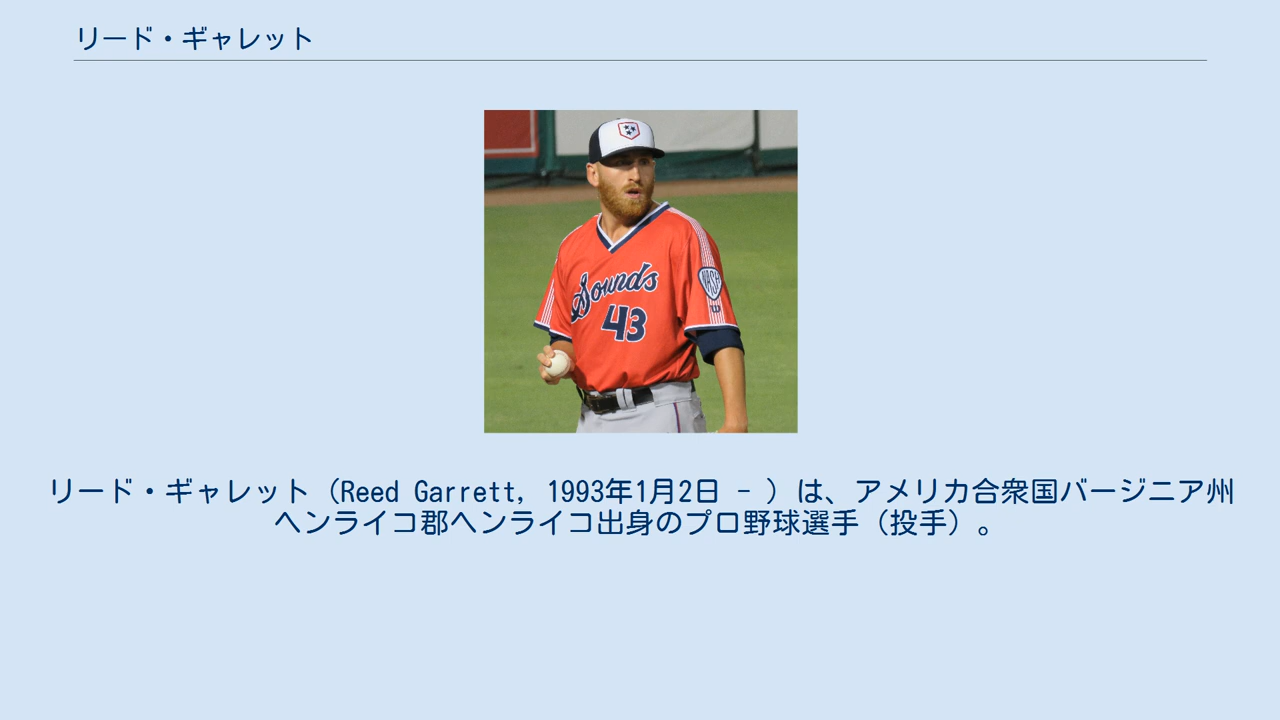 リード・ギャレット
Sounds
43
リード・ギャレット（Reed Garrett, 1993年1月2日 - ）は、アメリカ合衆国バージニア州
ヘンライコ郡ヘンライコ出身のプロ野球選手（投手）。